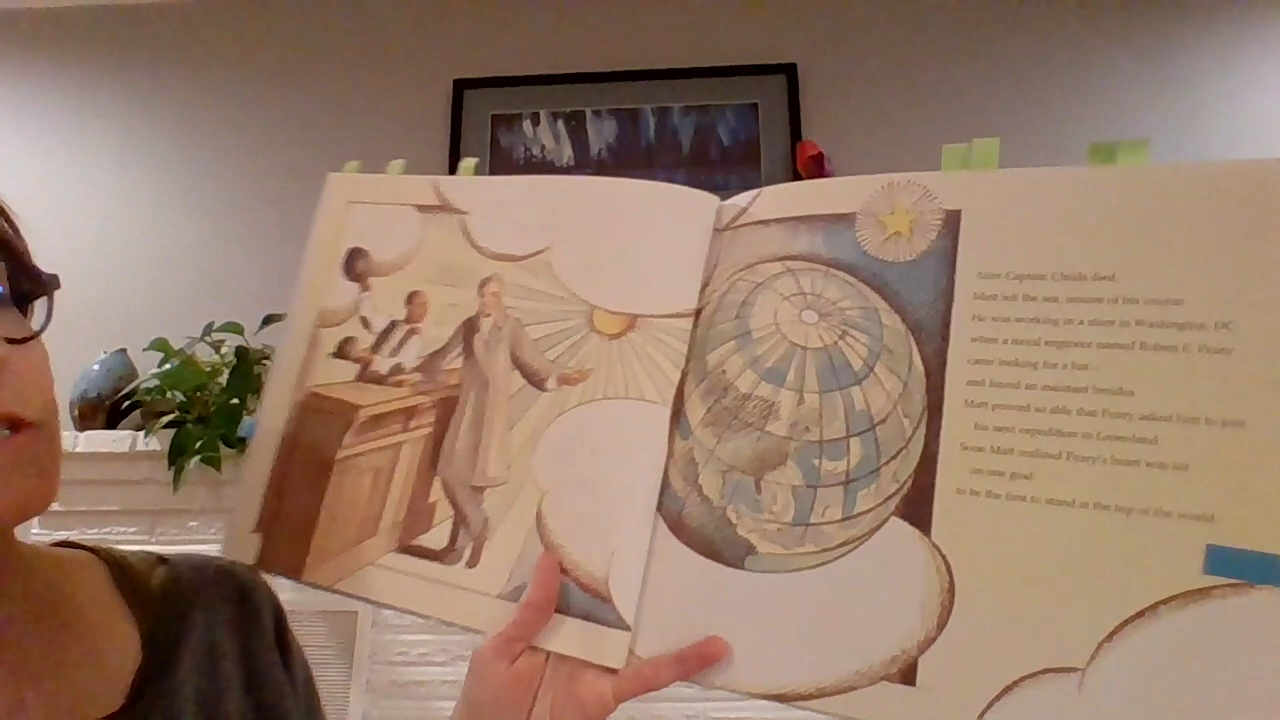 After Captain Childs died,
Matt left the sea, unsure of his course.
He was working in a store in Washington, DC,
when a naval engineer named Robert E. Peary
came looking for a hat—
and found an assistant besides.
Matt proved so able that Peary asked him to join
his next expedition to Greenland.
Soon Matt realized Peary's heart was set
on one goal:
to be the first to stand at the top of the world.